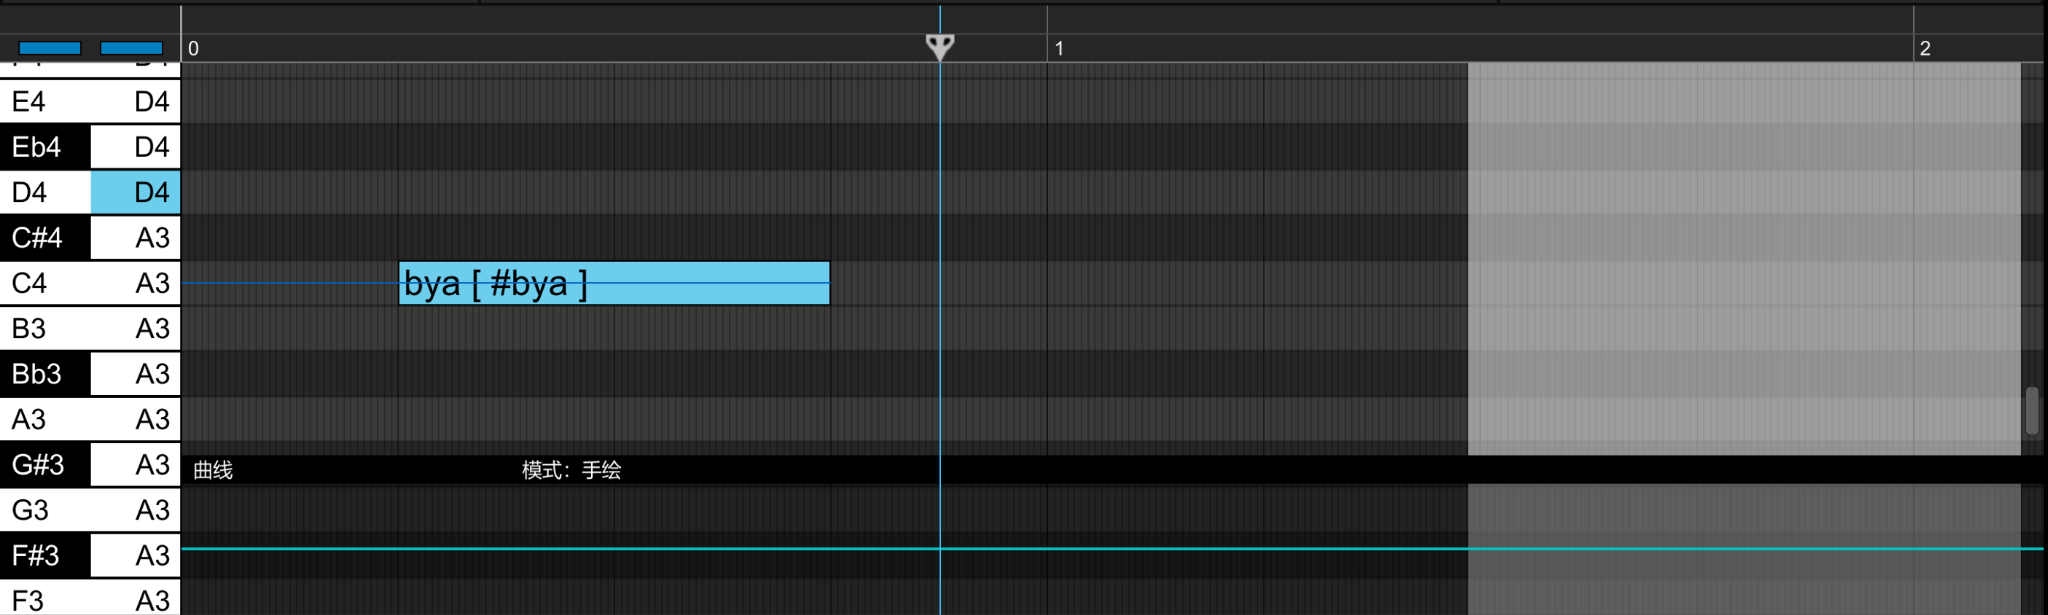 0 1 2
E4 D4
Eb4 D4
D4 D4
C#4 A3
C4 A3 bya [ #bya ]
B3 A3
Bb3 A3
A3 A3
G#3 A3 曲线 模式：手绘
G3 A3
F#3 A3
F3 A3